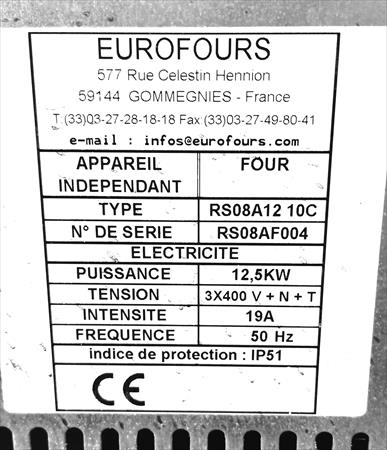 EUROFOURS
577 Rue Celestin Hennion
59144 GOMMEGNIES - France
T.(33)03-27-28-18-18 Fax:(33)03-27-49-80-41
e-mail : infos@eurofours.com
APPAREIL FOUR
INDEPENDANT
TYPE RS08A12 10C
N° DE SERIE RS08AF004
ELECTRICITE
PUISSANCE 12,5KW
TENSION 3X400 V + N + T
INTENSITE 19A
FREQUENCE 50 Hz
indice de protection : IP51
CE